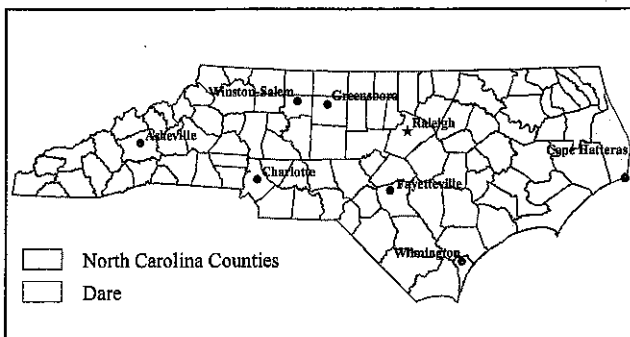 Winston-Salem
Greensboro
Raleigh
Asheville
Cape Hatteras
Charlotte
Fayetteville
Wilmington
North Carolina Counties
Dare